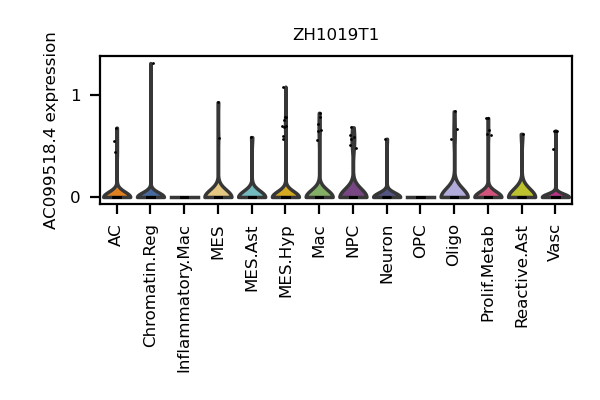 ZH1019T1
AC099518.4 expression
1
0
AC
Chromatin.Reg
Inflammatory.Mac
MES
MES.Ast
MES.Hyp
Mac
NPC
Neuron
OPC
Oligo
Prolif.Metab
Reactive.Ast
Vasc